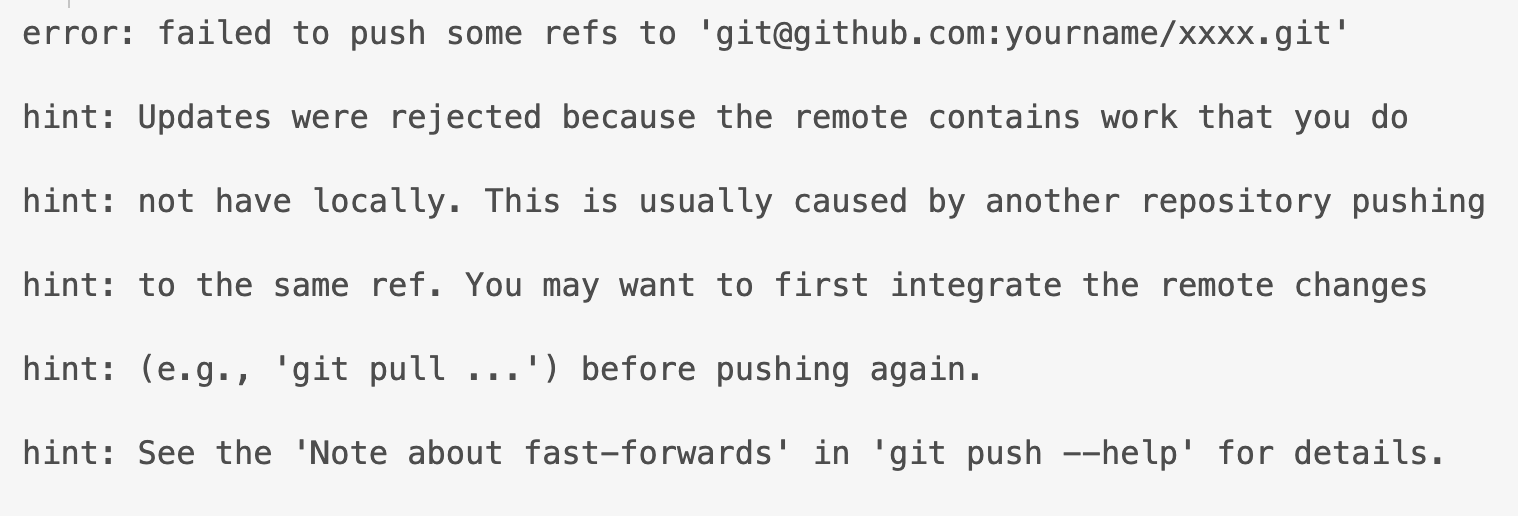 error: failed to push some refs to 'git@github.com:yourname/xxxx.git'
hint: Updates were rejected because the remote contains work that you do
hint: not have locally. This is usually caused by another repository pushing
hint: to the same ref. You may want to first integrate the remote changes
hint: (e.g., 'git pull ...') before pushing again.
hint: See the 'Note about fast-forwards' in 'git push --help' for details.